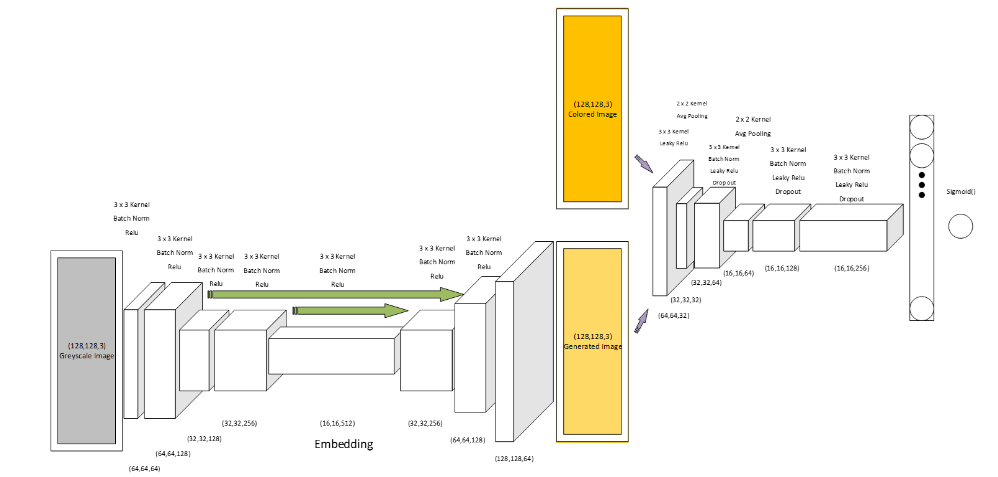 (128,128,3)
Greyscale Image
3 x 3 Kernel
Batch Norm
Relu
3 x 3 Kernel
Batch Norm
Relu
3 x 3 Kernel
Batch Norm
Relu
3 x 3 Kernel
Batch Norm
Relu
3 x 3 Kernel
Batch Norm
Relu
3 x 3 Kernel
Batch Norm
Relu
3 x 3 Kernel
Batch Norm
Relu
(64,64,64)
(64,64,128)
(32,32,128)
(32,32,256)
(16,16,512)
Embedding
(32,32,256)
(64,64,128)
(128,128,64)
(128,128,3)
Colored Image
(128,128,3)
Generated Image
3 x 3 Kernel
Leaky Relu
2 x 2 Kernel
Avg Pooling
3 x 3 Kernel
Batch Norm
Leaky Relu
Dropout
2 x 2 Kernel
Avg Pooling
3 x 3 Kernel
Batch Norm
Leaky Relu
Dropout
3 x 3 Kernel
Batch Norm
Leaky Relu
Dropout
(64,64,32)
(32,32,32)
(32,32,64)
(16,16,64)
(16,16,128)
(16,16,256)
Sigmoid()